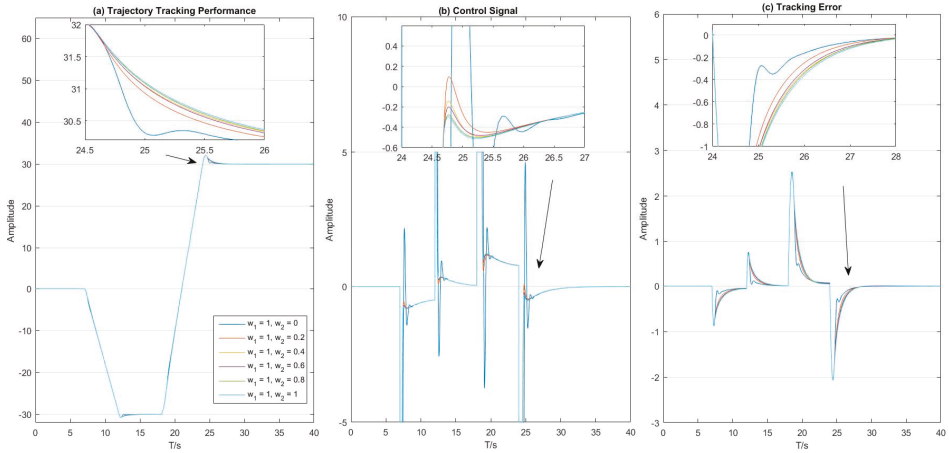 (a) Trajectory Tracking Performance
60
50
40
30
20
10
0
-10
-20
-30
Amplitude
0 5 10 15 20 25 30 35 40
T/s
32
31.5
31
30.5
24.5 25 25.5 26
w1 = 1, w2 = 0
w1 = 1, w2 = 0.2
w1 = 1, w2 = 0.4
w1 = 1, w2 = 0.6
w1 = 1, w2 = 0.8
w1 = 1, w2 = 1
(b) Control Signal
10
5
0
-5
Amplitude
0 5 10 15 20 25 30 35 40
T/s
0.6
0.4
0.2
0
-0.2
-0.4
-0.6
24 24.5 25 25.5 26 26.5 27
(c) Tracking Error
6
5
4
3
2
1
0
-1
-2
-3
Amplitude
0 5 10 15 20 25 30 35 40
T/s
0
-0.2
-0.4
-0.6
-0.8
-1
24 25 26 27 28